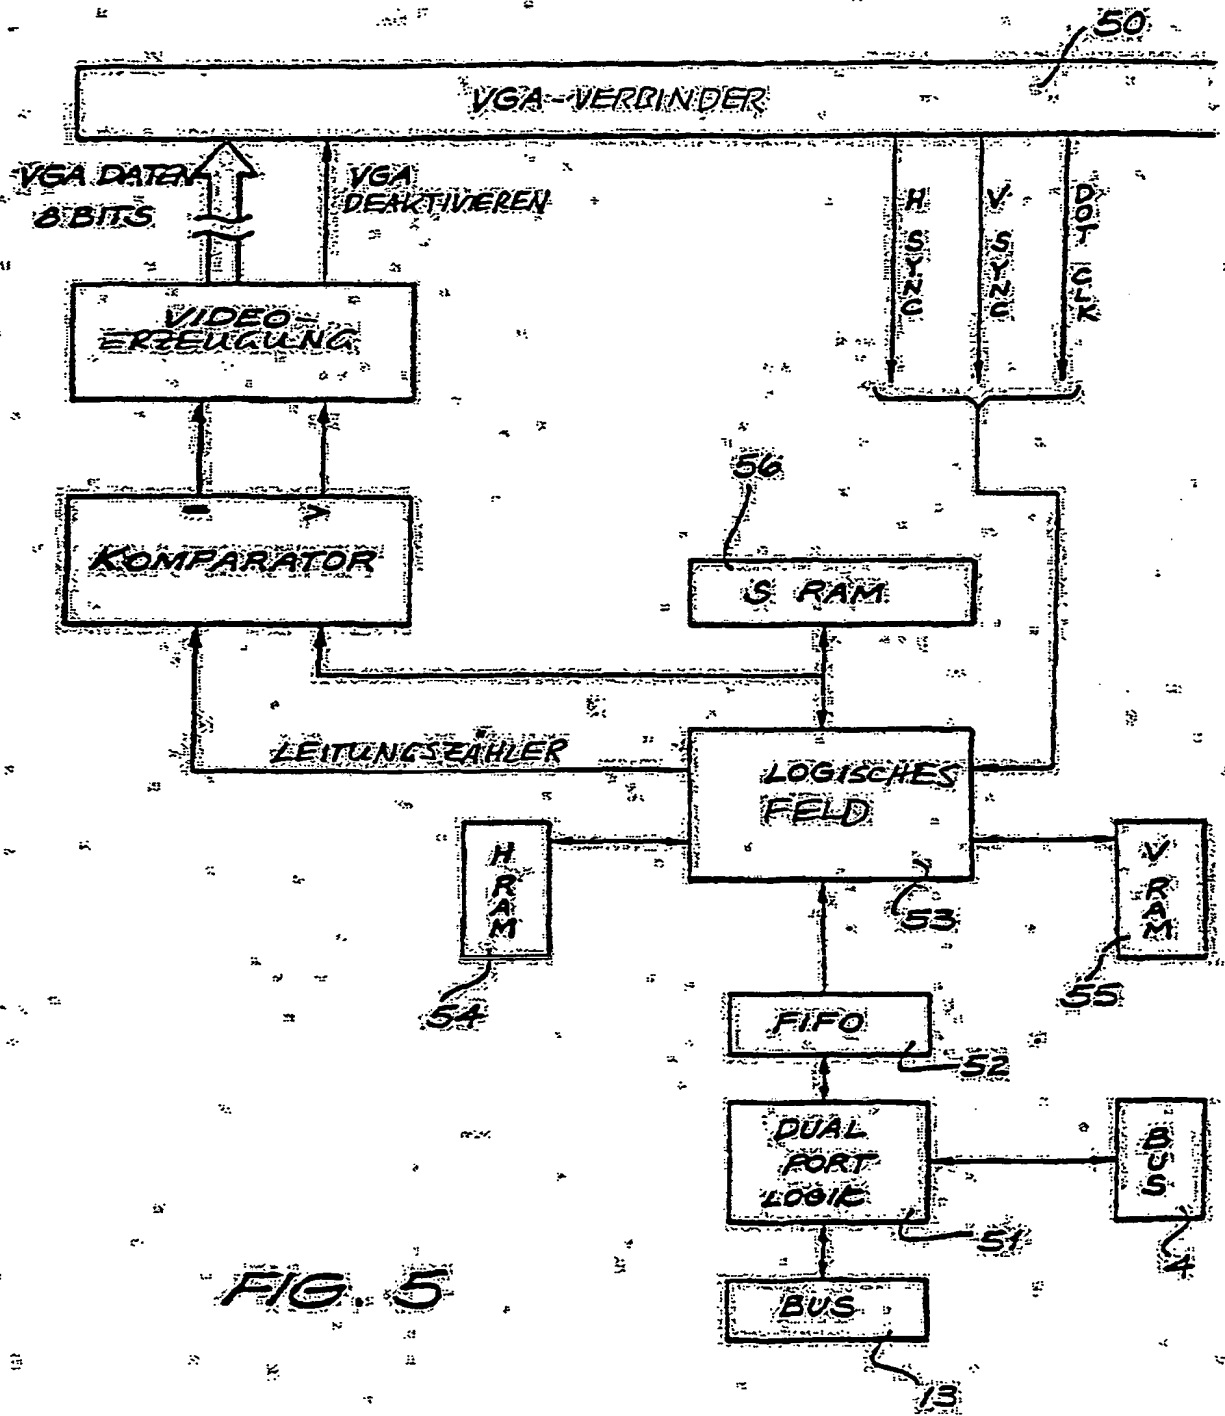 50
VGA-VERBINDER
VGA DATEN
8 BITS
VGA
DEAKTIVIEREN
H SYNC
V SYNC
DOT CLK
VIDEO-
ERZEUGUNG
56
KOMPARATOR
S RAM
LEITUNGSZÄHLER
LOGISCHES
FELD
H RAM
V RAM
53
54
55
FIFO
52
DUAL
PORT
LOGIK
BUS
51
4
FIG. 5
BUS
13